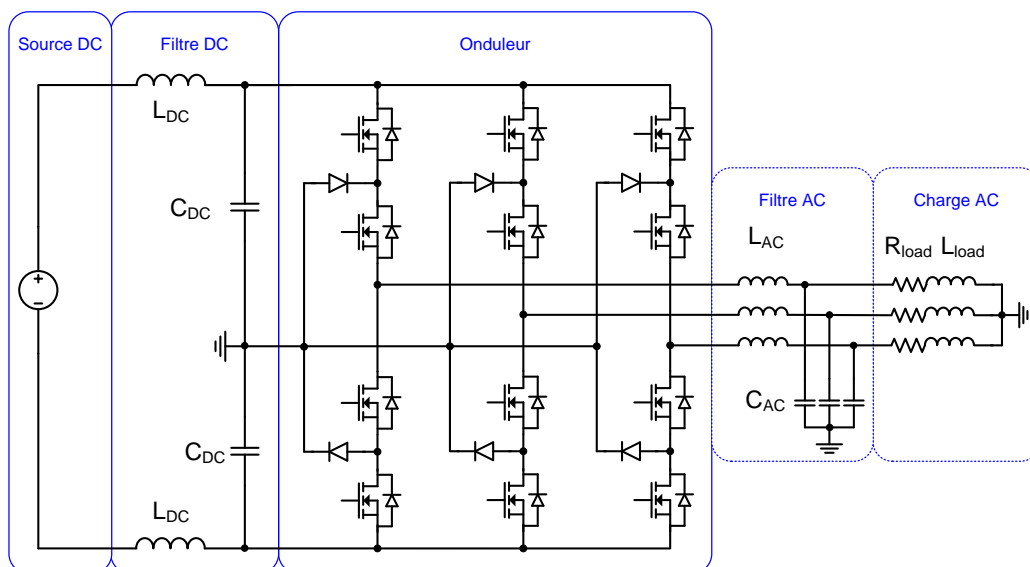 Source DC
Filtre DC
Onduleur
L_DC
C_DC
Filtre AC
Charge AC
L_AC
R_load L_load
C_AC
C_DC
L_DC